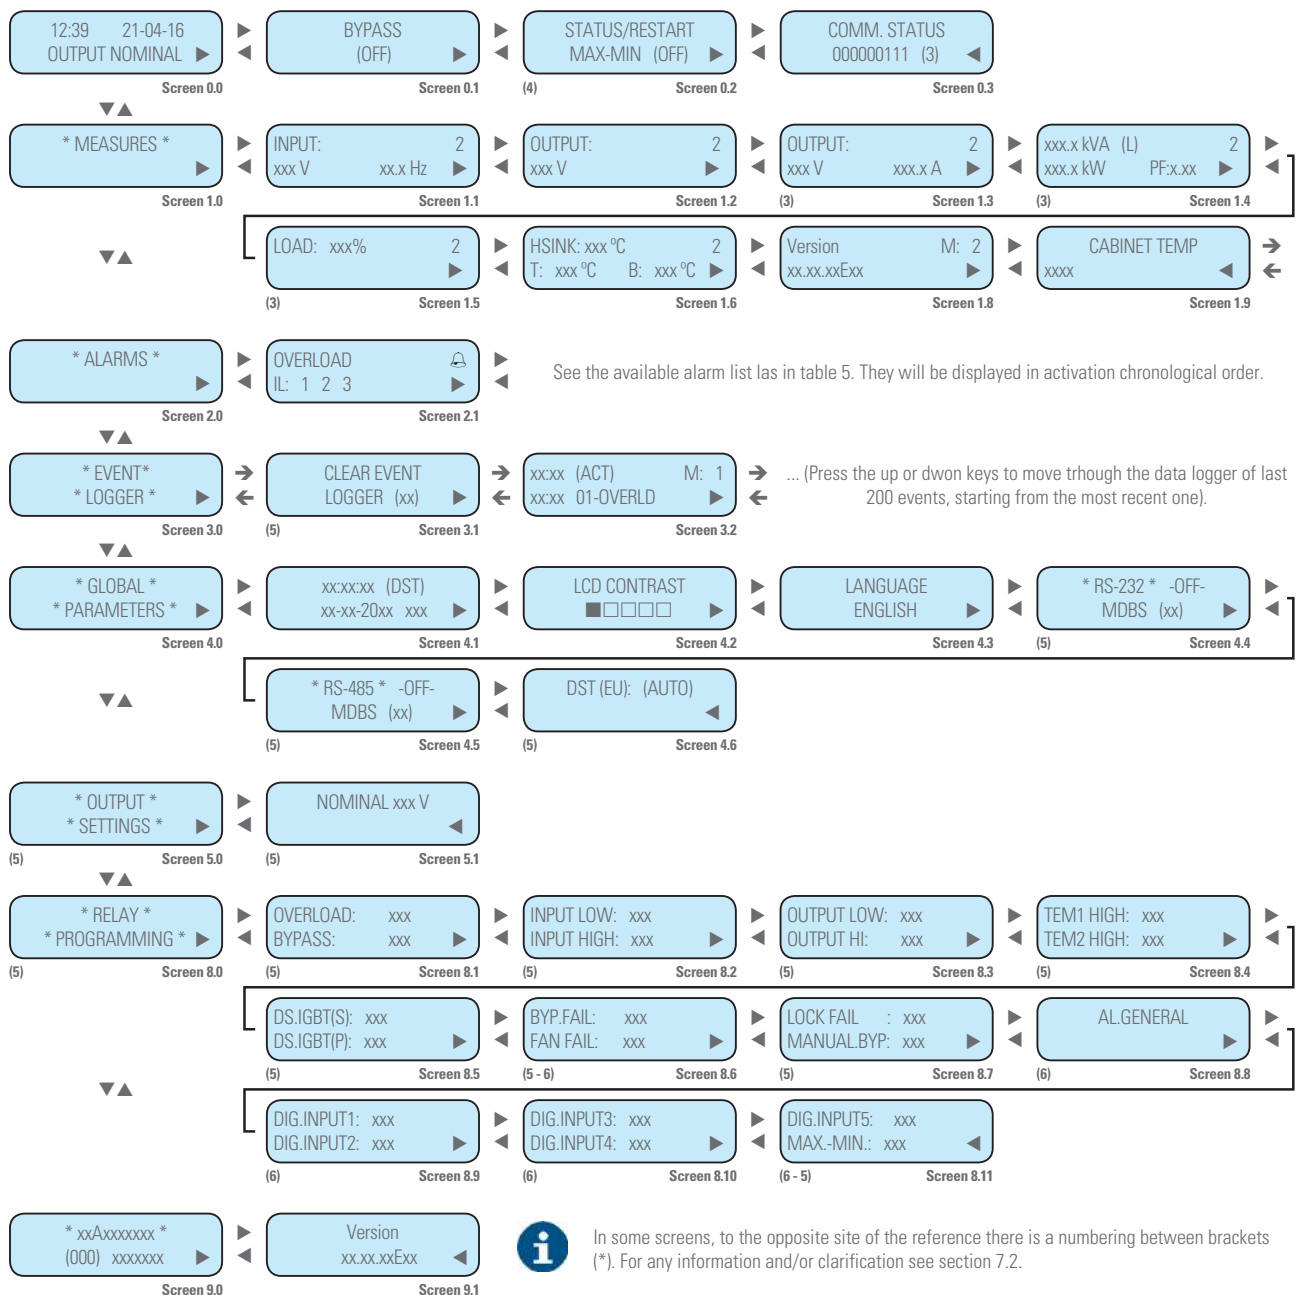 12:39 21-04-16
OUTPUT NOMINAL ▶
Screen 0.0
BYPASS
(OFF) ▶
Screen 0.1
STATUS/RESTART
MAX-MIN (OFF) ▶
(4) Screen 0.2
COMM. STATUS
000000111 (3) ◀
Screen 0.3
* MEASURES *
▶
Screen 1.0
INPUT: 2
xxx V xx.x Hz ▶
Screen 1.1
OUTPUT: 2
xxx V ▶
Screen 1.2
OUTPUT: 2
xxx V xxx.x A ▶
(3) Screen 1.3
xxx.x kVA (L) 2
xxx.x kW PF:x.xx ▶
(3) Screen 1.4
LOAD: xxx% 2
▶
(3) Screen 1.5
HSINK: xxx ºC 2
T: xxx ºC B: xxx ºC ▶
Screen 1.6
Version M: 2
xx.xx.xxExx ▶
Screen 1.8
CABINET TEMP
xxxx ◀
Screen 1.9
* ALARMS *
▶
Screen 2.0
OVERLOAD
IL: 1 2 3 ▶
Screen 2.1
See the available alarm list las in table 5. They will be displayed in activation chronological order.
* EVENT*
* LOGGER * ▶
Screen 3.0
CLEAR EVENT
LOGGER (xx) ▶
(5) Screen 3.1
xx:xx (ACT) M: 1
xx:xx 01-OVERLD ▶
Screen 3.2
... (Press the up or dwon keys to move trhough the data logger of last
200 events, starting from the most recent one).
* GLOBAL *
* PARAMETERS * ▶
Screen 4.0
xx:xx:xx (DST)
xx-xx-20xx xxx ▶
Screen 4.1
LCD CONTRAST
■□□□□ ▶
Screen 4.2
LANGUAGE
ENGLISH ▶
Screen 4.3
* RS-232 * -OFF-
MDBS (xx) ▶
(5) Screen 4.4
* RS-485 * -OFF-
MDBS (xx) ▶
(5) Screen 4.5
DST (EU): (AUTO)
◀
(5) Screen 4.6
* OUTPUT *
* SETTINGS * ▶
(5) Screen 5.0
NOMINAL xxx V
◀
(5) Screen 5.1
* RELAY *
* PROGRAMMING * ▶
(5) Screen 8.0
OVERLOAD: xxx
BYPASS: xxx ▶
(5) Screen 8.1
INPUT LOW: xxx
INPUT HIGH: xxx ▶
(5) Screen 8.2
OUTPUT LOW: xxx
OUTPUT HI: xxx ▶
(5) Screen 8.3
TEM1 HIGH: xxx
TEM2 HIGH: xxx ▶
(5) Screen 8.4
DS.IGBT(S): xxx
DS.IGBT(P): xxx ▶
(5) Screen 8.5
BYP.FAIL: xxx
FAN FAIL: xxx ▶
(5 - 6) Screen 8.6
LOCK FAIL : xxx
MANUAL.BYP: xxx ▶
(5) Screen 8.7
AL.GENERAL
▶
(6) Screen 8.8
DIG.INPUT1: xxx
DIG.INPUT2: xxx ▶
(6) Screen 8.9
DIG.INPUT3: xxx
DIG.INPUT4: xxx ▶
(6) Screen 8.10
DIG.INPUT5: xxx
MAX.-MIN.: xxx ◀
(6 - 5) Screen 8.11
* xxAxxxxxxx *
(000) xxxxxxx ▶
Screen 9.0
Version
xx.xx.xxExx ◀
Screen 9.1
i
In some screens, to the opposite site of the reference there is a numbering between brackets
(*). For any information and/or clarification see section 7.2.